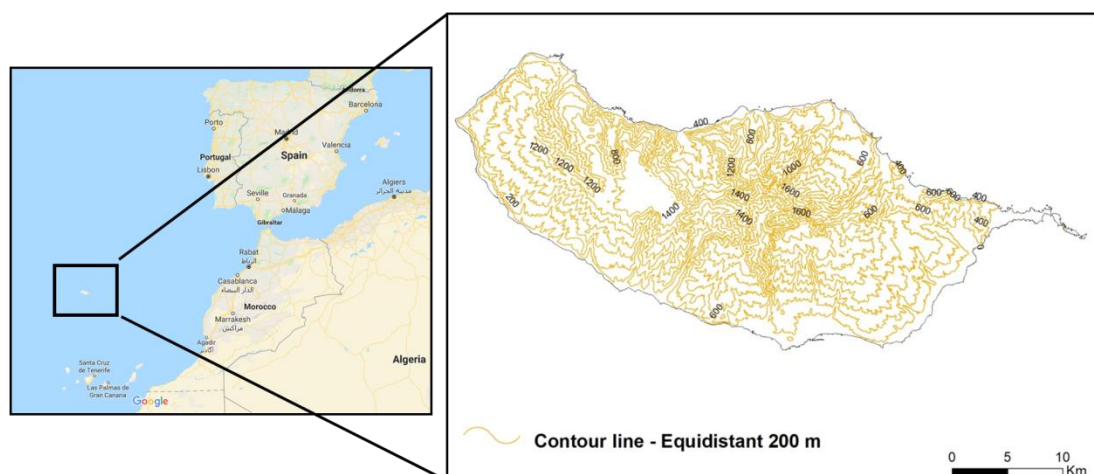 Andorra
Barcelona
Porto
Madrid
Portugal
Spain
Valencia
Lisbon
Seville
Granada
Málaga
Algiers
مدينة الجزائر
Gibraltar
Rabat
الرباط
Casablanca
الدار البيضاء
Morocco
Marrakesh
مراكش
Agadir
Algeria
Santa Cruz
de Tenerife
Las Palmas de
Gran Canaria
Google
400
600
800
1200
1200
1200
1200
1000
600
400
200
1400
1400
1400
1600
1600
600
600
600
600
400
400
0
600
Contour line - Equidistant 200 m
0 5 10
Km